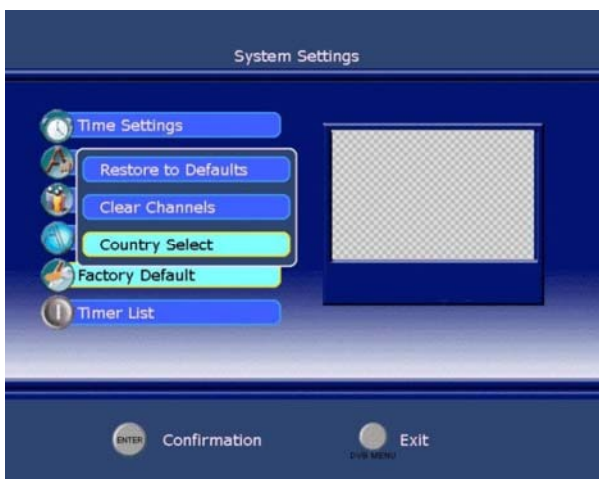 System Settings
Time Settings
Restore to Defaults
Clear Channels
Country Select
Factory Default
Timer List
ENTER Confirmation
Exit
DVB MENU